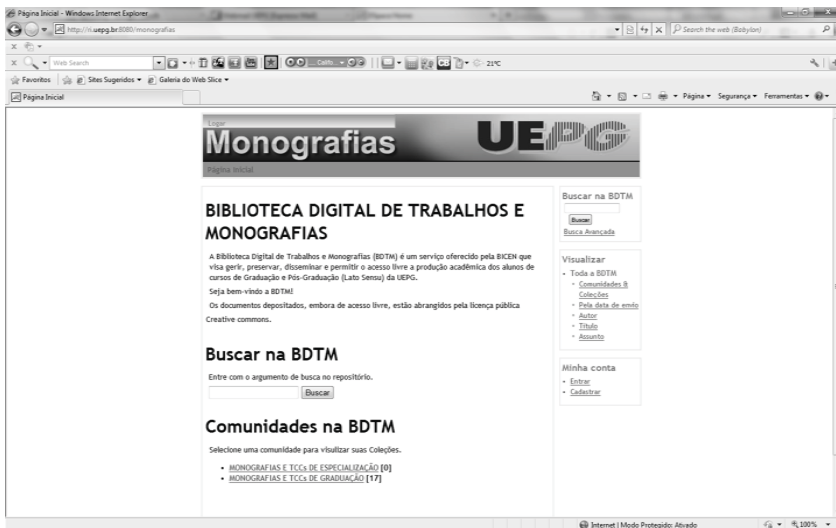 Página Inicial - Windows Internet Explorer
http://ri.uepg.br:8080/monografias
Search the web (Babylon)
Web Search
21°C
Favoritos
Sites Sugeridos
Galeria do Web Slice
Página Inicial
Página
Segurança
Ferramentas
Logar
Monografias
UEPG
Página Inicial
BIBLIOTECA DIGITAL DE TRABALHOS E
MONOGRAFIAS
A Biblioteca Digital de Trabalhos e Monografias (BDTM) é um serviço oferecido pela BICEN que
visa gerir, preservar, disseminar e permitir o acesso livre a produção acadêmica dos alunos de
cursos de Graduação e Pós-Graduação (Lato Sensu) da UEPG.
Seja bem-vindo a BDTM!
Os documentos depositados, embora de acesso livre, estão abrangidos pela licença pública
Creative commons.
Buscar na BDTM
Entre com o argumento de busca no repositório.
Buscar
Comunidades na BDTM
Selecione uma comunidade para visulizar suas Coleções.
• MONOGRAFIAS E TCCs DE ESPECIALIZAÇÃO [0]
• MONOGRAFIAS E TCCs DE GRADUAÇÃO [17]
Buscar na BDTM
Buscar
Busca Avançada
Visualizar
• Toda a BDTM
Comunidades &
Coleções
Pela data de envio
Autor
Título
Assunto
Minha conta
• Entrar
• Cadastrar
Internet | Modo Protegido: Ativado
100%